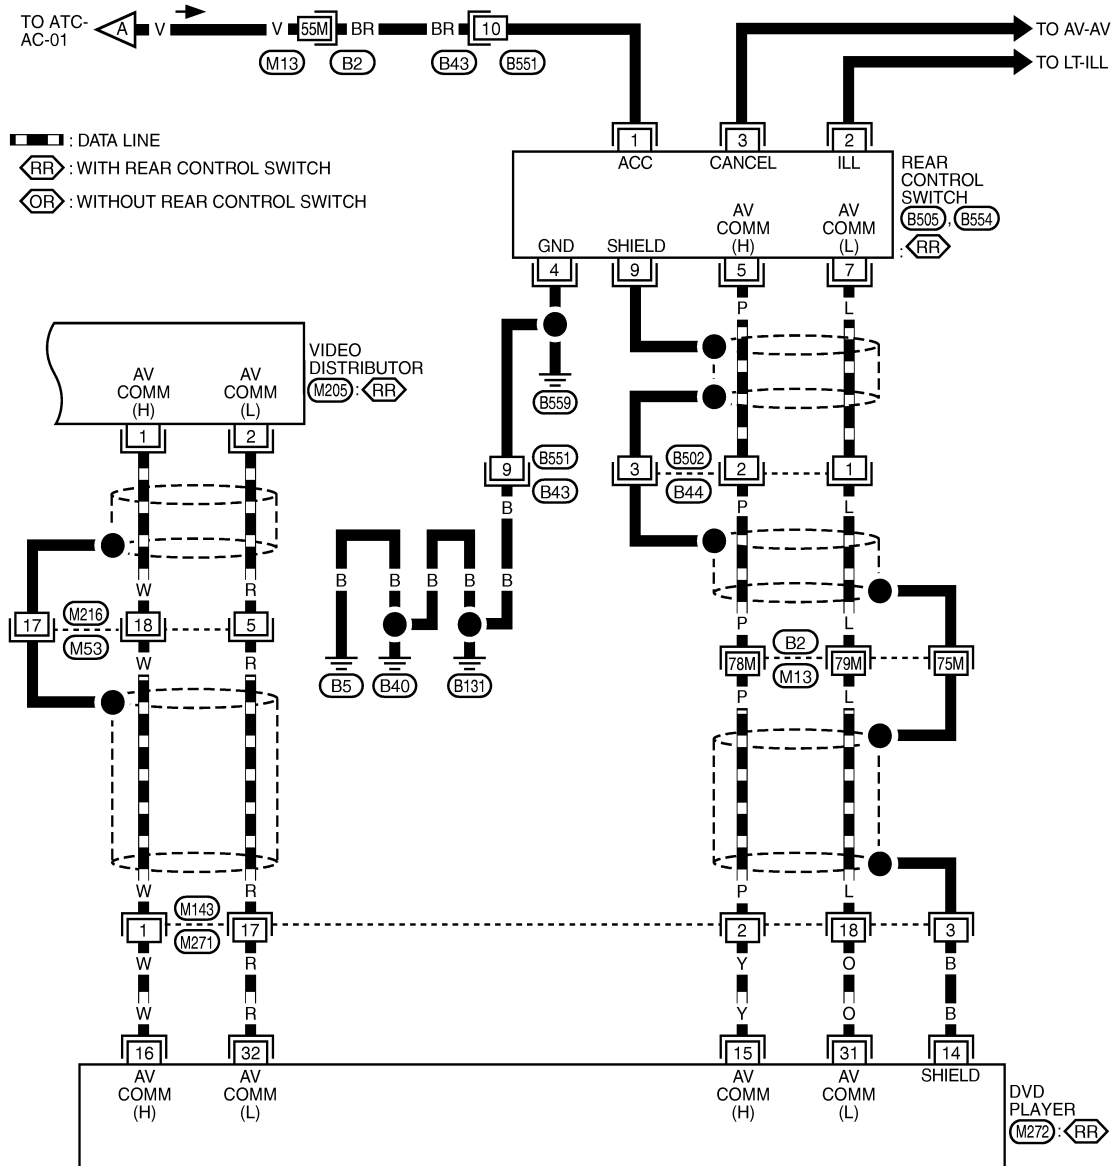 TO ATC-
AC-01
A
V
V
55M
BR
BR
10
TO AV-AV
TO LT-ILL
M13
B2
B43
B551
: DATA LINE
RR : WITH REAR CONTROL SWITCH
OR : WITHOUT REAR CONTROL SWITCH
1
3
2
ACC
CANCEL
ILL
REAR
CONTROL
SWITCH
B505 , B554
: RR
GND
SHIELD
AV
COMM
(H)
AV
COMM
(L)
4
9
5
7
P
L
VIDEO
DISTRIBUTOR
M205 : RR
AV
COMM
(H)
AV
COMM
(L)
1
2
B559
9
B551
B43
B
3
B502
B44
2
1
P
L
W
R
B
B
B
B
17
M216
M53
18
5
W
R
B5
B40
B131
P
L
78M
B2
M13
79M
75M
P
L
W
R
P
L
1
M143
M271
17
2
18
3
W
R
Y
O
B
W
R
Y
O
B
16
32
15
31
14
AV
COMM
(H)
AV
COMM
(L)
AV
COMM
(H)
AV
COMM
(L)
SHIELD
DVD
PLAYER
M272 : RR